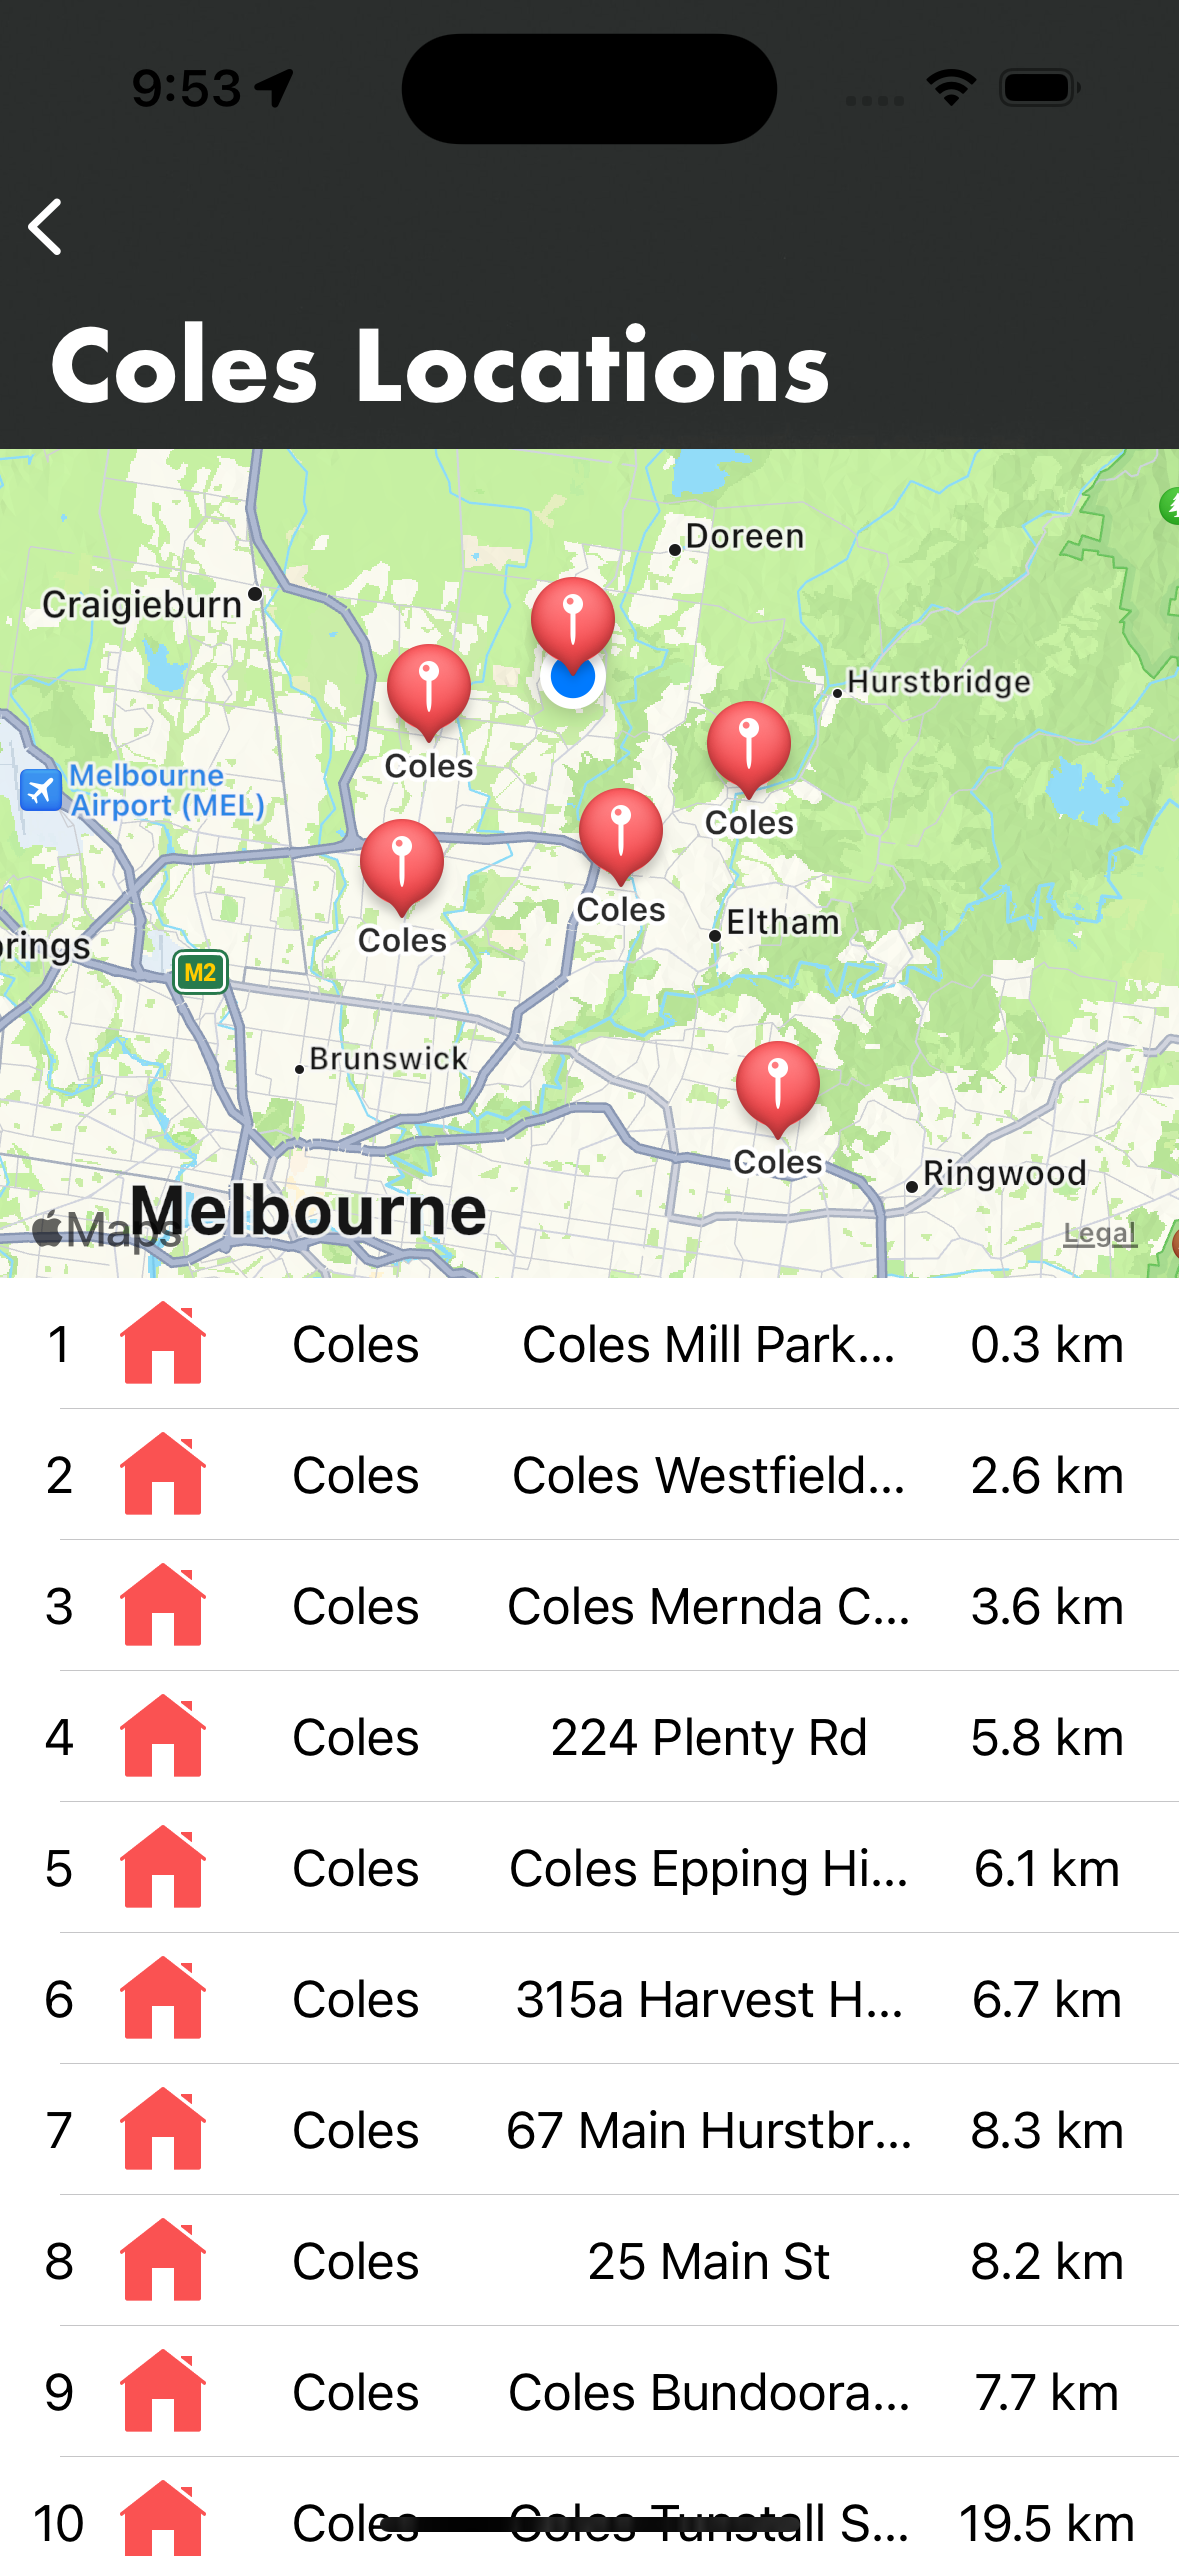 9:53
Coles Locations
Doreen
Craigieburn
Hurstbridge
Coles
Melbourne
Airport (MEL)
Coles
Coles
Eltham
Coles
rings
M2
Brunswick
Coles
Ringwood
Melbourne
Maps
Legal
1 Coles Coles Mill Park... 0.3 km
2 Coles Coles Westfield... 2.6 km
3 Coles Coles Mernda C... 3.6 km
4 Coles 224 Plenty Rd 5.8 km
5 Coles Coles Epping Hi... 6.1 km
6 Coles 315a Harvest H... 6.7 km
7 Coles 67 Main Hurstbr... 8.3 km
8 Coles 25 Main St 8.2 km
9 Coles Coles Bundoora... 7.7 km
10 Coles Coles Tunstall S... 19.5 km